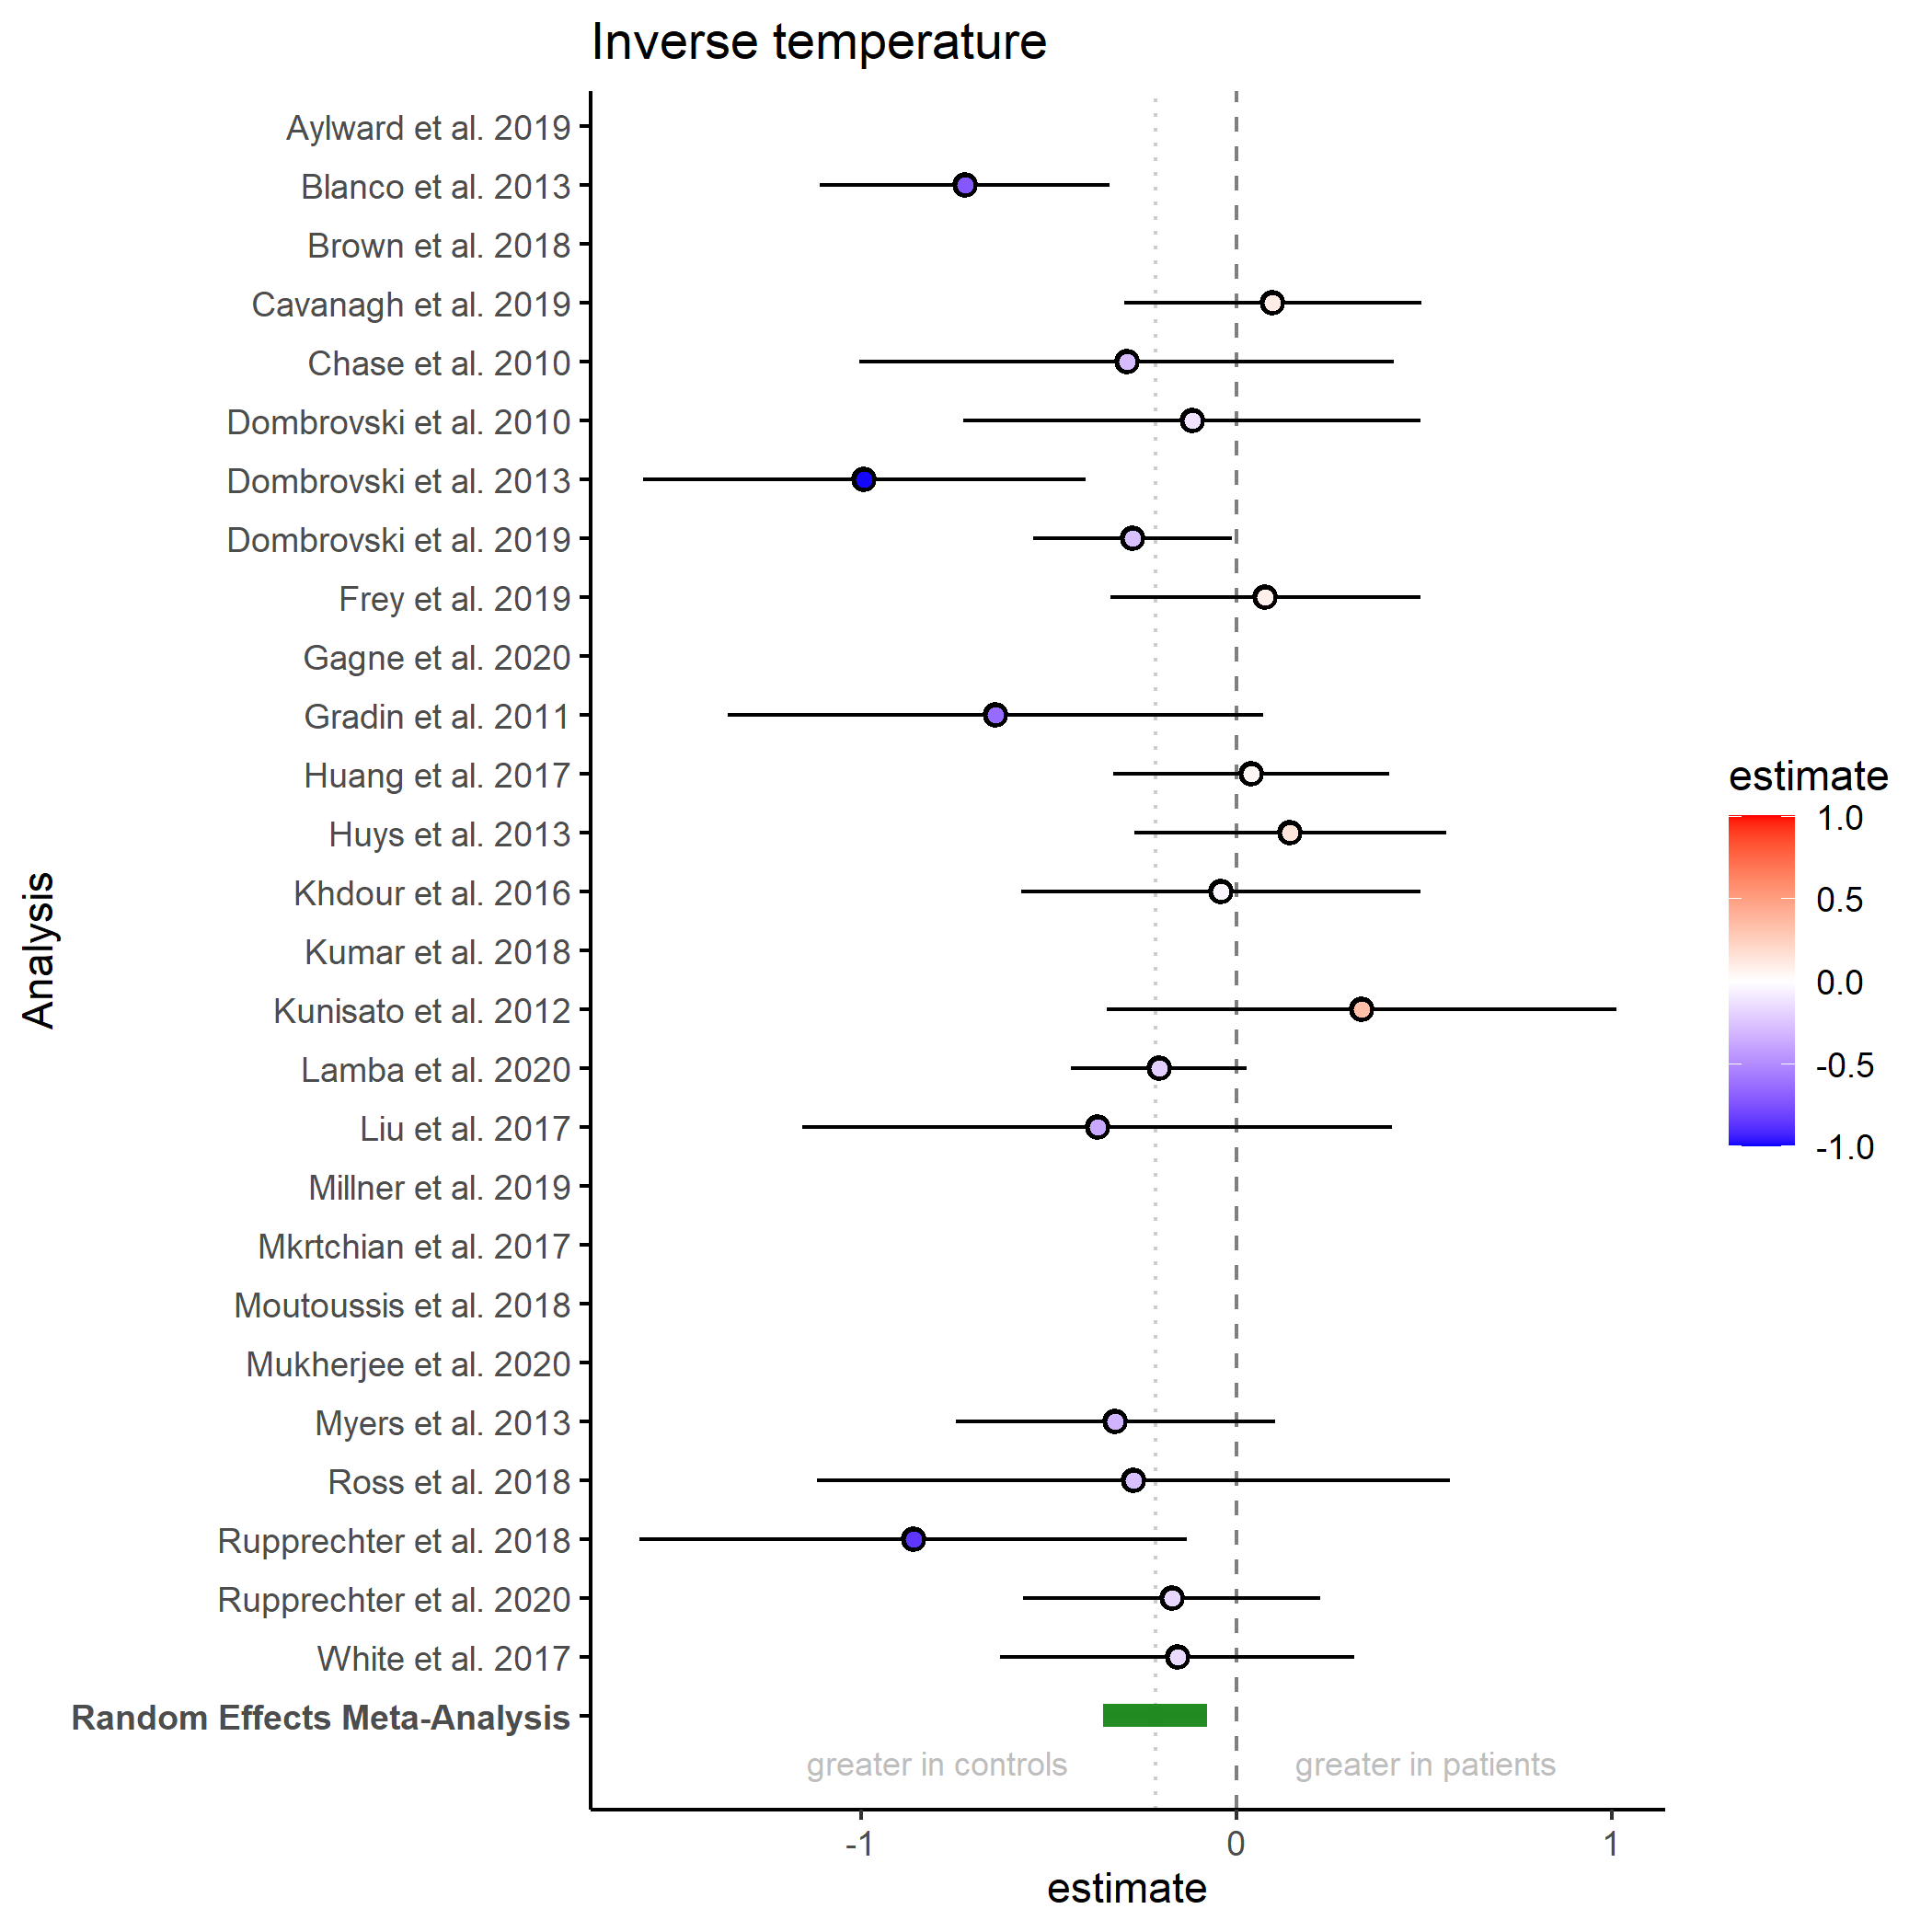 Inverse temperature
Analysis
Aylward et al. 2019
Blanco et al. 2013
Brown et al. 2018
Cavanagh et al. 2019
Chase et al. 2010
Dombrovski et al. 2010
Dombrovski et al. 2013
Dombrovski et al. 2019
Frey et al. 2019
Gagne et al. 2020
Gradin et al. 2011
Huang et al. 2017
Huys et al. 2013
Khdour et al. 2016
Kumar et al. 2018
Kunisato et al. 2012
Lamba et al. 2020
Liu et al. 2017
Millner et al. 2019
Mkrtchian et al. 2017
Moutoussis et al. 2018
Mukherjee et al. 2020
Myers et al. 2013
Ross et al. 2018
Rupprechter et al. 2018
Rupprechter et al. 2020
White et al. 2017
Random Effects Meta-Analysis
greater in controls
greater in patients
-1
0
1
estimate
estimate
1.0
0.5
0.0
-0.5
-1.0